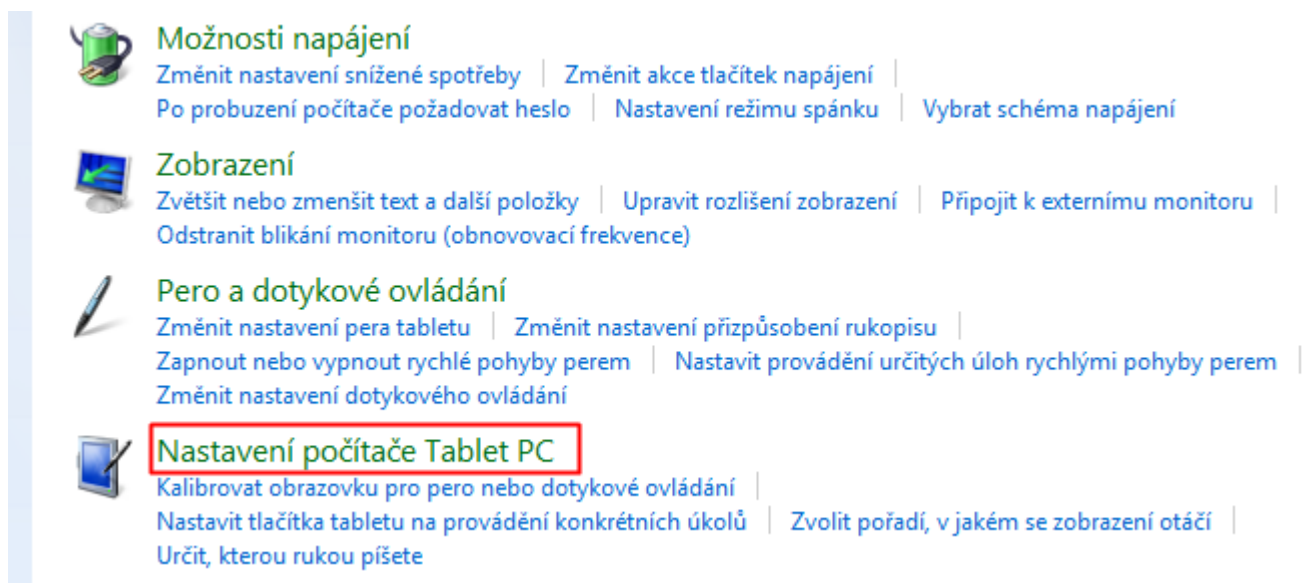 Možnosti napájení
Změnit nastavení snížené spotřeby | Změnit akce tlačítek napájení |
Po probuzení počítače požadovat heslo | Nastavení režimu spánku | Vybrat schéma napájení
Zobrazení
Zvětšit nebo zmenšit text a další položky | Upravit rozlišení zobrazení | Připojit k externímu monitoru |
Odstranit blikání monitoru (obnovovací frekvence)
Pero a dotykové ovládání
Změnit nastavení pera tabletu | Změnit nastavení přizpůsobení rukopisu |
Zapnout nebo vypnout rychlé pohyby perem | Nastavit provádění určitých úloh rychlými pohyby perem |
Změnit nastavení dotykového ovládání
Nastavení počítače Tablet PC
Kalibrovat obrazovku pro pero nebo dotykové ovládání |
Nastavit tlačítka tabletu na provádění konkrétních úkolů | Zvolit pořadí, v jakém se zobrazení otáčí |
Určit, kterou rukou píšete